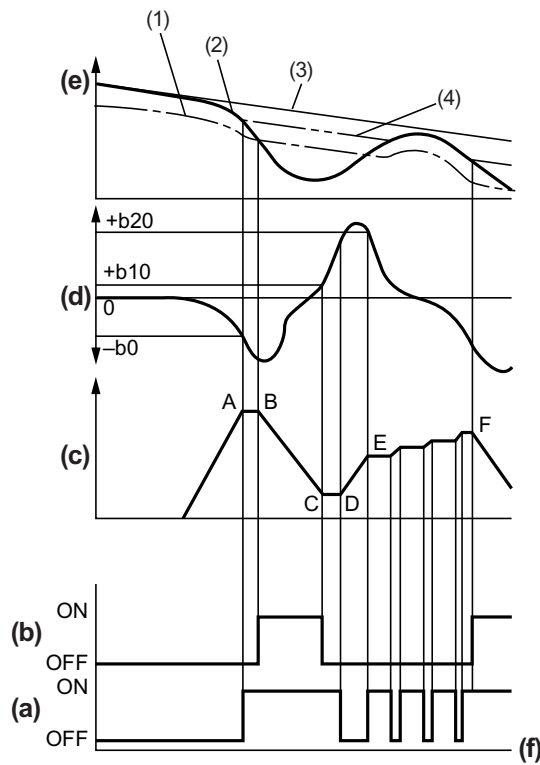 (1)
(2)
(3)
(4)
(e)
+b20
+b10
(d)
0
–b0
A
B
F
E
(c)
C
D
ON
(b)
OFF
ON
(a)
OFF
(f)